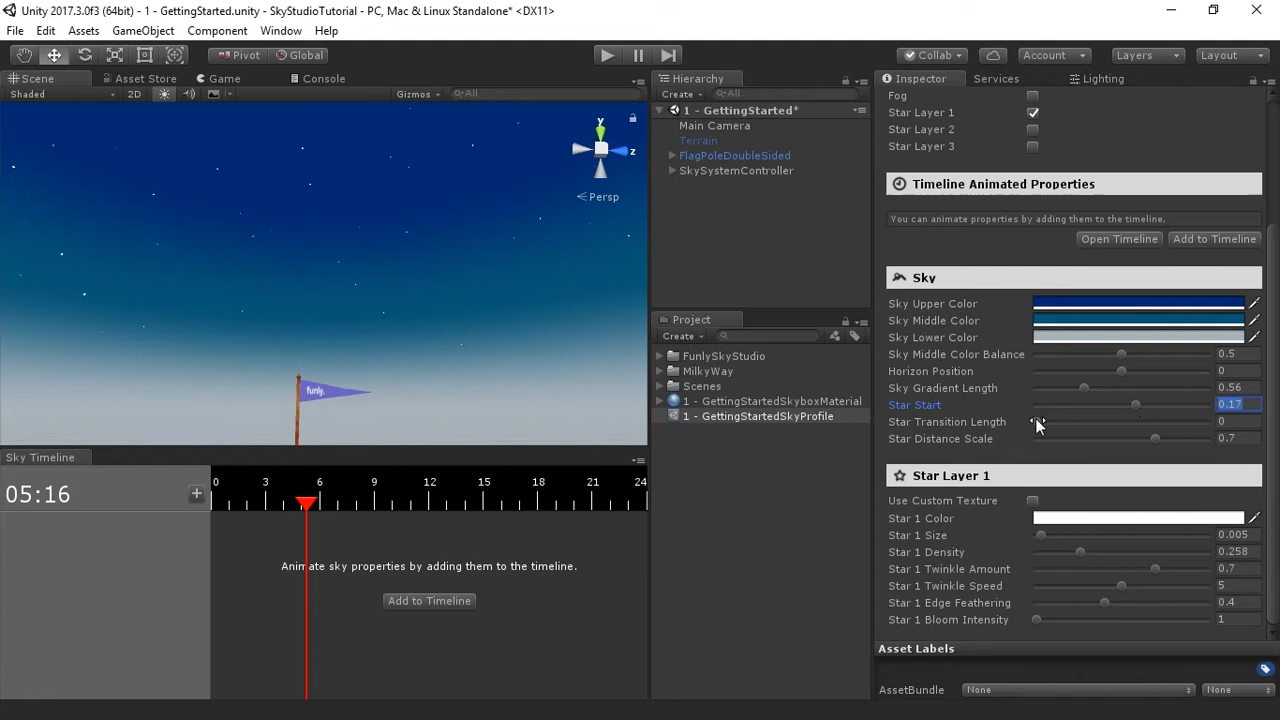 Unity 2017.3.0f3 (64bit) - 1 - GettingStarted.unity - SkyStudioTutorial - PC, Mac & Linux Standalone* <DX11>
File Edit Assets GameObject Component Window Help
Pivot Global Collab Account Layers Layout
Scene Asset Store Game Console
Shaded 2D Gizmos All
y
z
Persp
funly.
Hierarchy
Create All
1 - GettingStarted*
Main Camera
Terrain
FlagPoleDoubleSided
SkySystemController
Project
Create
FunlySkyStudio
MilkyWay
Scenes
1 - GettingStartedSkyboxMaterial
1 - GettingStartedSkyProfile
Sky Timeline
05:16
0 3 6 9 12 15 18 21 24
Animate sky properties by adding them to the timeline.
Add to Timeline
Inspector Services Lighting
Fog
Star Layer 1
Star Layer 2
Star Layer 3
Timeline Animated Properties
You can animate properties by adding them to the timeline.
Open Timeline Add to Timeline
Sky
Sky Upper Color
Sky Middle Color
Sky Lower Color
Sky Middle Color Balance 0.5
Horizon Position 0
Sky Gradient Length 0.56
Star Start 0.17
Star Transition Length 0
Star Distance Scale 0.7
Star Layer 1
Use Custom Texture
Star 1 Color
Star 1 Size 0.005
Star 1 Density 0.258
Star 1 Twinkle Amount 0.7
Star 1 Twinkle Speed 5
Star 1 Edge Feathering 0.4
Star 1 Bloom Intensity 1
Asset Labels
AssetBundle None None